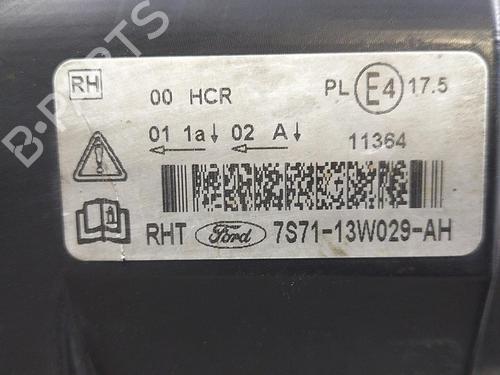 B-PARTS
RH
00 HCR
PL E4 17.5
01 1a↓ 02 A↓
11364
RHT Ford 7S71-13W029-AH